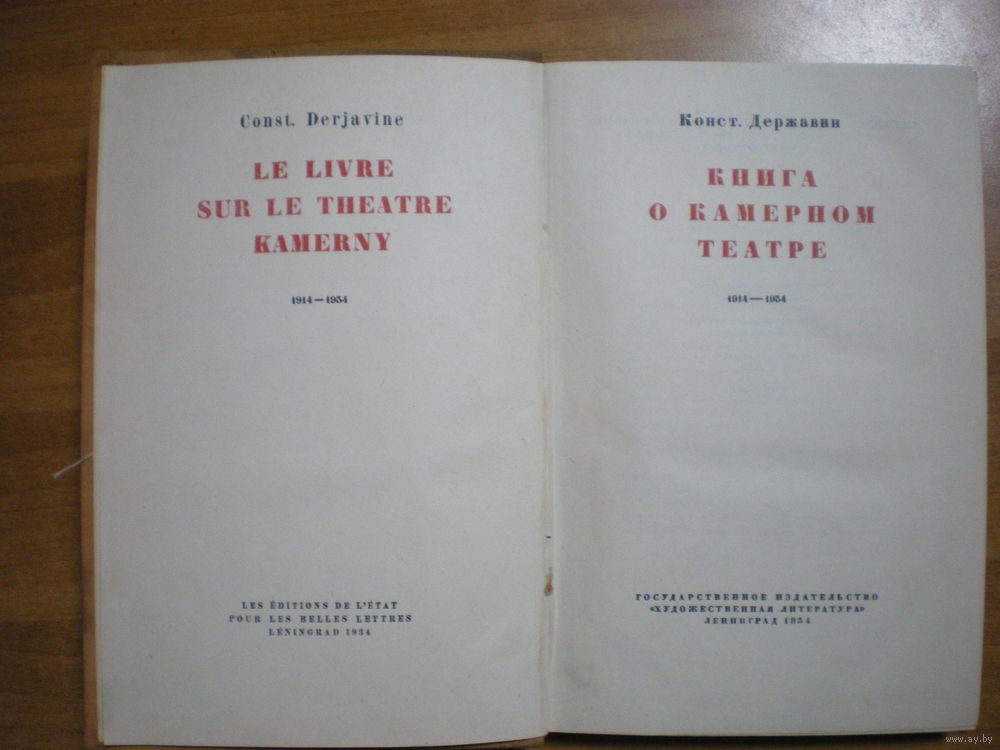 Const. Derjavine
LE LIVRE
SUR LE THEATRE
KAMERNY
1914—1934
LES ÉDITIONS DE L'ÉTAT
POUR LES BELLES LETTRES
LÉNINGRAD 1934
Конст. Державин
КНИГА
О КАМЕРНОМ
ТЕАТРЕ
1914—1934
ГОСУДАРСТВЕННОЕ ИЗДАТЕЛЬСТВО
«ХУДОЖЕСТВЕННАЯ ЛИТЕРАТУРА»
ЛЕНИНГРАД 1934
www.ay.by